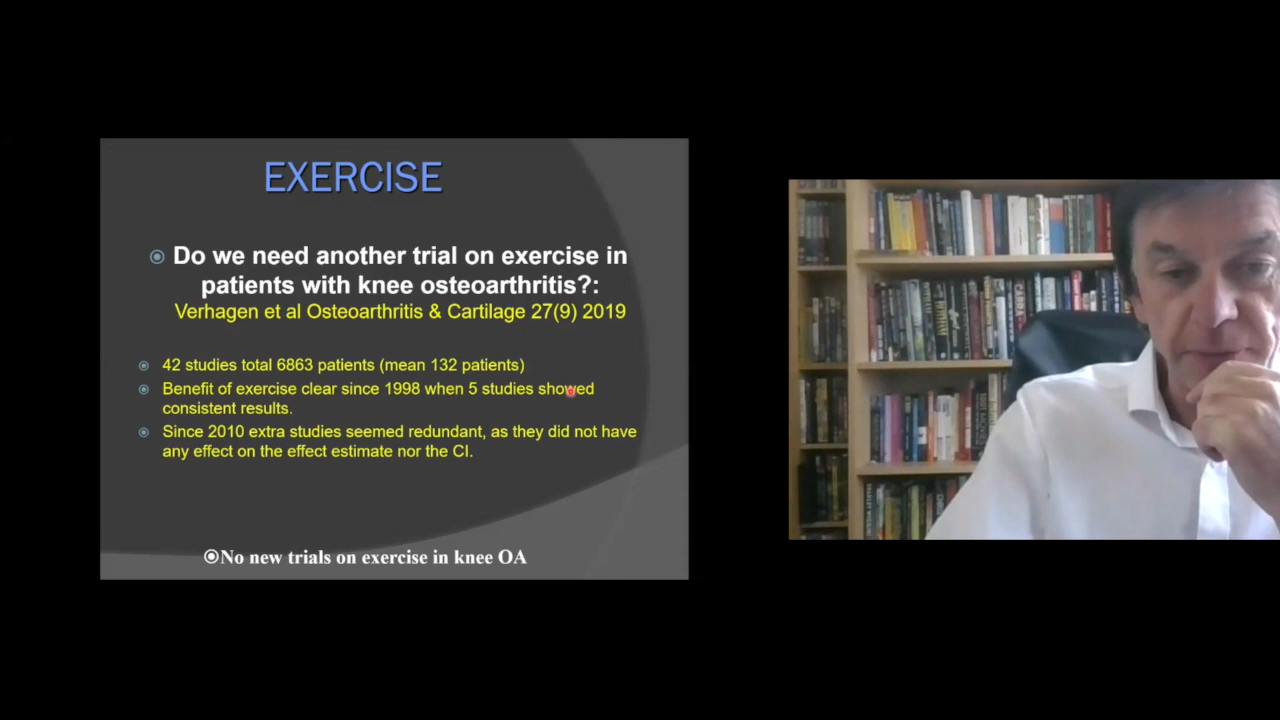 EXERCISE
Do we need another trial on exercise in
patients with knee osteoarthritis?:
Verhagen et al Osteoarthritis & Cartilage 27(9) 2019
42 studies total 6863 patients (mean 132 patients)
Benefit of exercise clear since 1998 when 5 studies showed
consistent results.
Since 2010 extra studies seemed redundant, as they did not have
any effect on the effect estimate nor the CI.
No new trials on exercise in knee OA